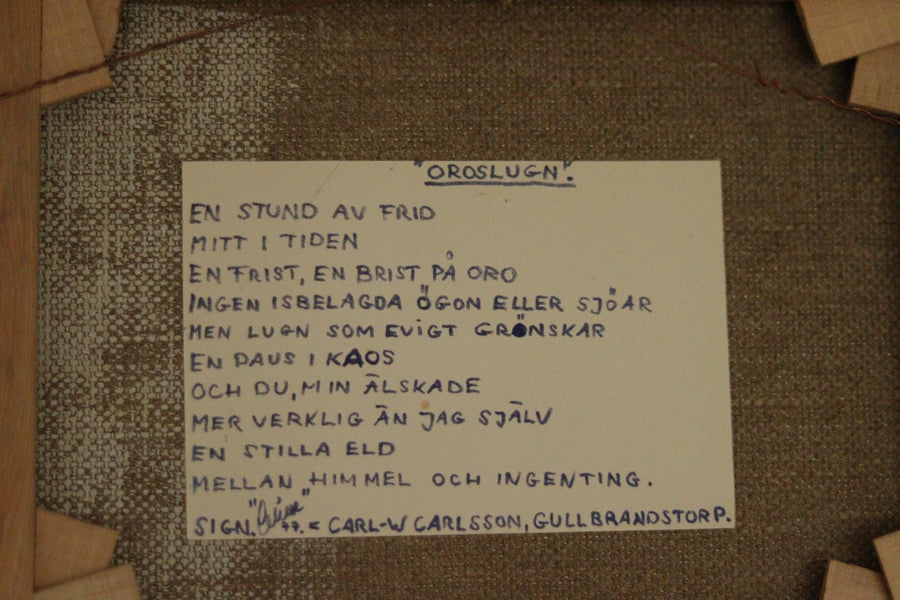 "OROSLUGN".
EN STUND AV FRID
MITT I TIDEN
EN FRIST, EN BRIST PÅ ORO
INGEN ISBELAGDA ÖGON ELLER SJÖAR
MEN LUGN SOM EVIGT GRÖNSKAR
EN PAUS I KAOS
OCH DU, MIN ÄLSKADE
MER VERKLIG ÄN JAG SJÄLV
EN STILLA ELD
MELLAN HIMMEL OCH INGENTING.
SIGN. 77. = CARL-W CARLSSON, GULLBRANDSTORP.